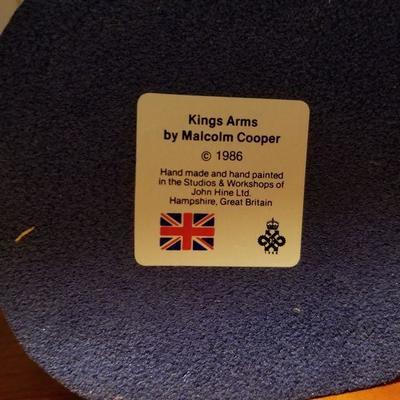 Kings Arms
by Malcolm Cooper
© 1986
Hand made and hand painted
in the Studios & Workshops of
John Hine Ltd.
Hampshire, Great Britain